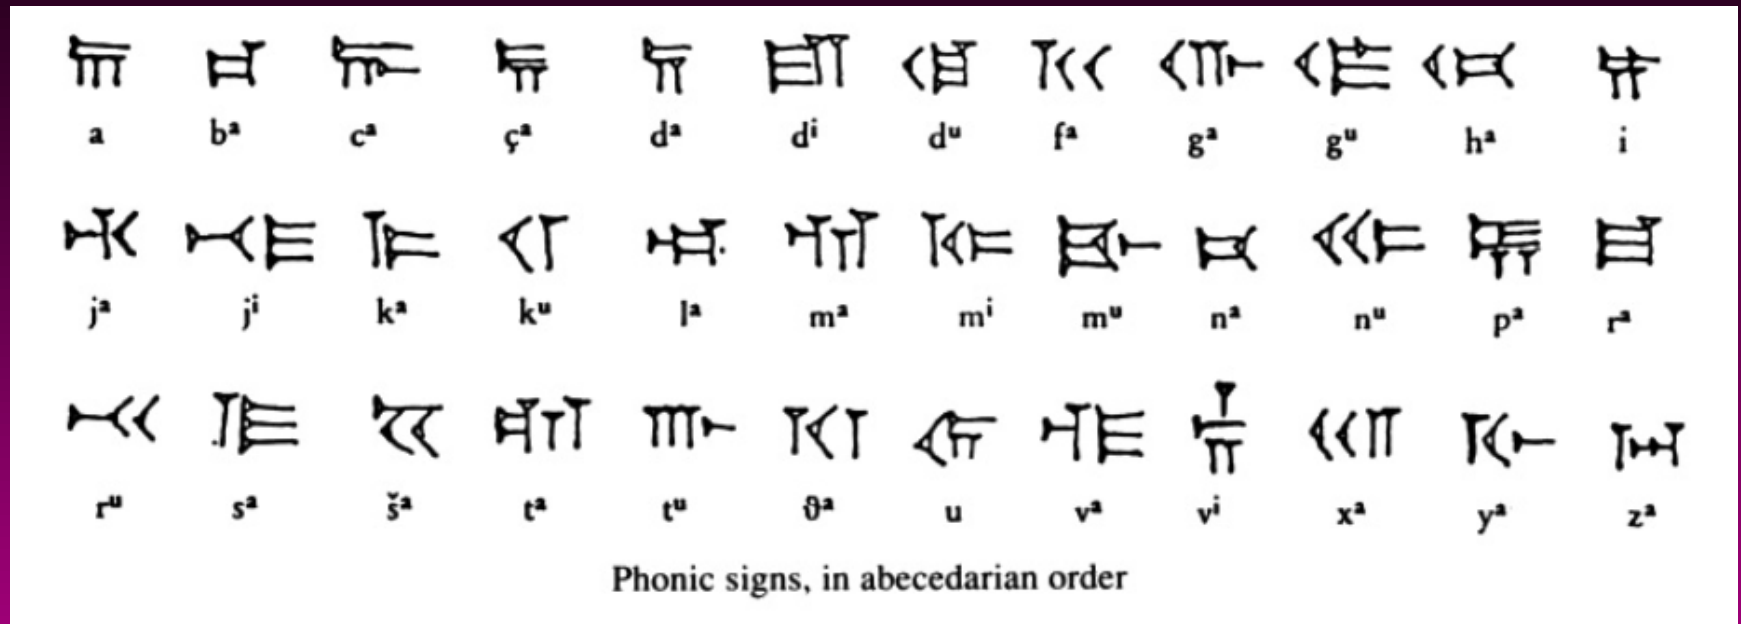 𐎠 𐎲 𐎨 𐏂 𐎭 𐎮 𐎯 𐎳 𐎥 𐎦 𐏃 𐎡
a bᵃ cᵃ çᵃ dᵃ dⁱ dᵘ fᵃ gᵃ gᵘ hᵃ i
𐎩 𐎪 𐎣 𐎤 𐎾 𐎶 𐎷 𐎸 𐎴 𐎵 𐎱 𐎼
jᵃ jⁱ kᵃ kᵘ lᵃ mᵃ mⁱ mᵘ nᵃ nᵘ pᵃ rᵃ
𐎽 𐎿 𐏁 𐎫 𐎬 𐎰 𐎢 𐎺 𐎻 𐎧 𐎹 𐏀
rᵘ sᵃ šᵃ tᵃ tᵘ ϑᵃ u vᵃ vⁱ xᵃ yᵃ zᵃ
Phonic signs, in abecedarian order